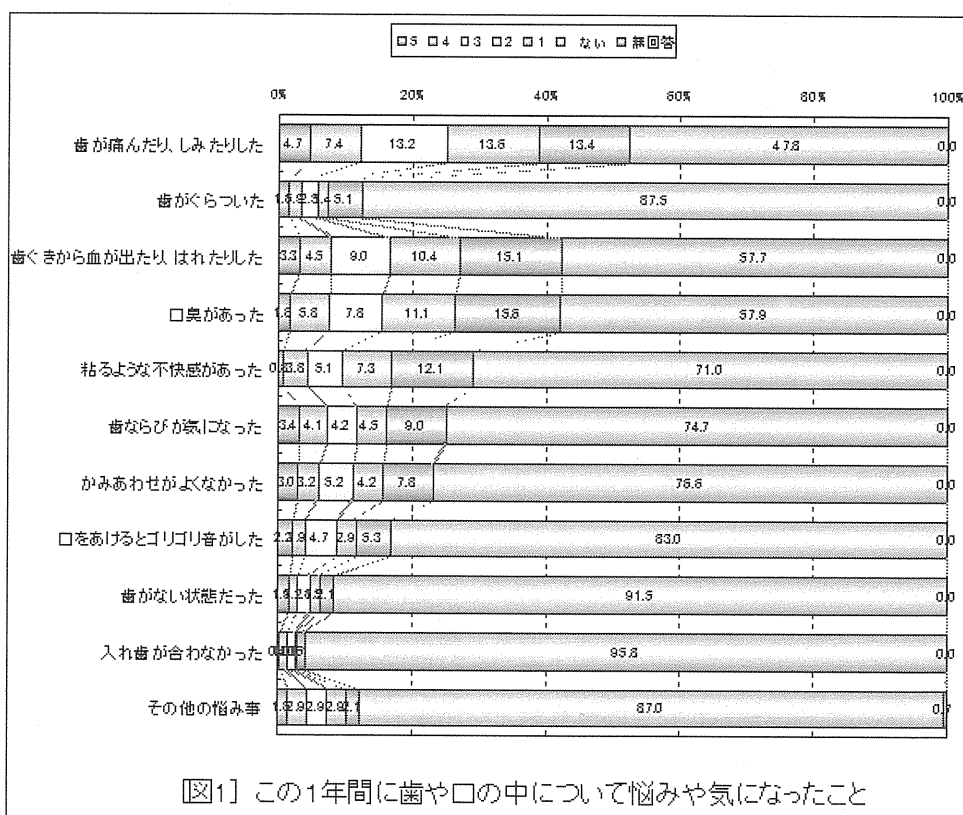 5 4 3 2 1 ない 無回答
0% 20% 40% 60% 80% 100%
歯が痛んだり、しみたりした 4.7 7.4 13.2 13.4 0.0
歯がぐらついた 5.1 0.0
歯ぐきから血が出たり、はれたりした 3.3 4.5 9.0 10.4 15.1 57.7 0.0
口臭があった 5.8 7.8 11.1 57.9 0.0
粘るような不快感があった 5.1 7.3 12.1 71.0 0.0
歯ならびが気になった 3.4 4.1 4.2 4.5 9.0 74.7 0.0
かみあわせがよくなかった 3.0 3.2 5.2 4.2 7.8 0.0
口をあけるとゴリゴリ音がした 4.7 2.9 5.3 83.0 0.0
歯がない状態だった 2.1 91.5 0.0
入れ歯が合わなかった 95.8 0.0
その他の悩み事 2.9 2.9 2.9 2.1 87.0 0.7
[図1] この1年間に歯や口の中について悩みや気になったこと